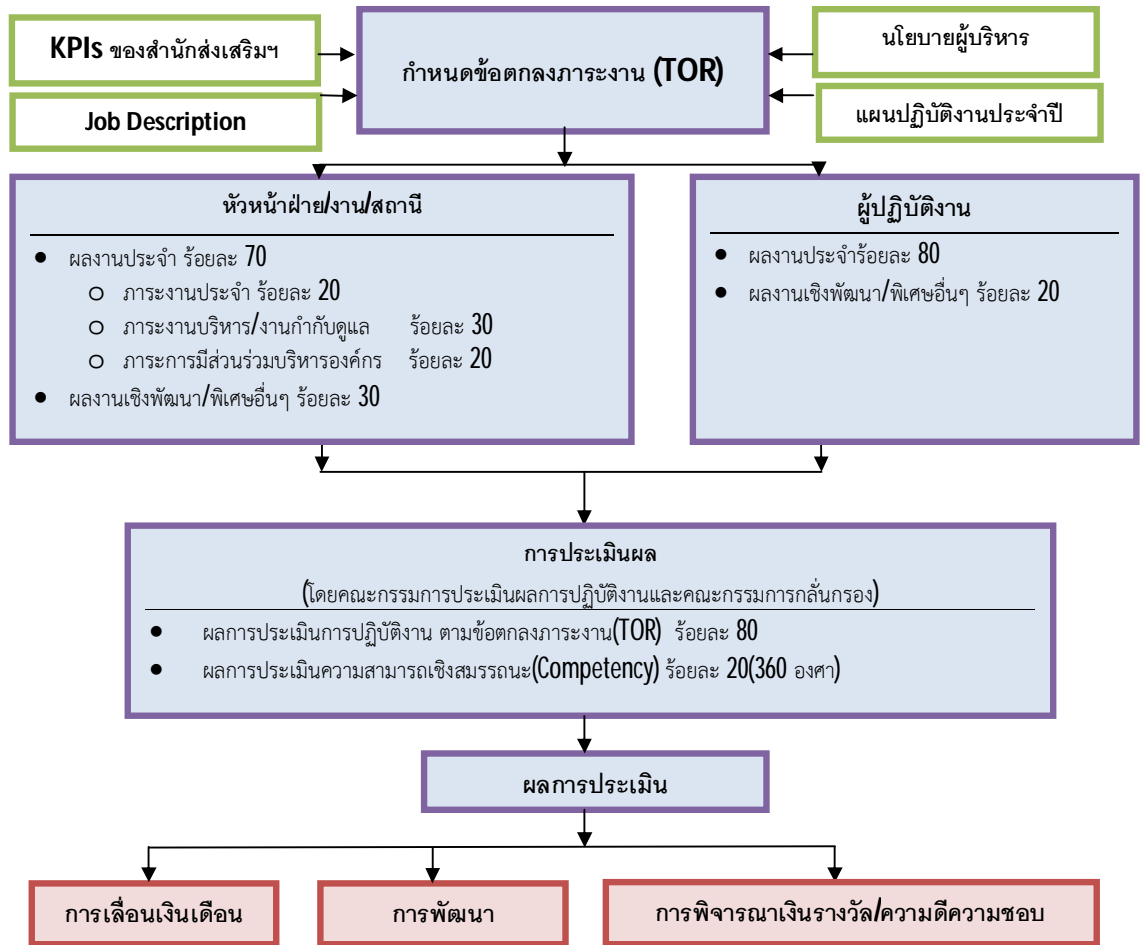 KPIs ของสำนักส่งเสริมฯ
Job Description
กำหนดข้อตกลงภาระงาน (TOR)
นโยบายผู้บริหาร
แผนปฏิบัติงานประจำปี
หัวหน้าฝ่าย/งาน/สถานี
● ผลงานประจำ ร้อยละ 70
o ภาระงานประจำ ร้อยละ 20
o ภาระงานบริหาร/งานกำกับดูแล ร้อยละ 30
o ภาระการมีส่วนร่วมบริหารองค์กร ร้อยละ 20
● ผลงานเชิงพัฒนา/พิเศษอื่นๆ ร้อยละ 30
ผู้ปฏิบัติงาน
● ผลงานประจำร้อยละ 80
● ผลงานเชิงพัฒนา/พิเศษอื่นๆ ร้อยละ 20
การประเมินผล
(โดยคณะกรรมการประเมินผลการปฏิบัติงานและคณะกรรมการกลั่นกรอง)
● ผลการประเมินการปฏิบัติงาน ตามข้อตกลงภาระงาน(TOR) ร้อยละ 80
● ผลการประเมินความสามารถเชิงสมรรถนะ(Competency) ร้อยละ 20(360 องศา)
ผลการประเมิน
การเลื่อนเงินเดือน
การพัฒนา
การพิจารณาเงินรางวัล/ความดีความชอบ